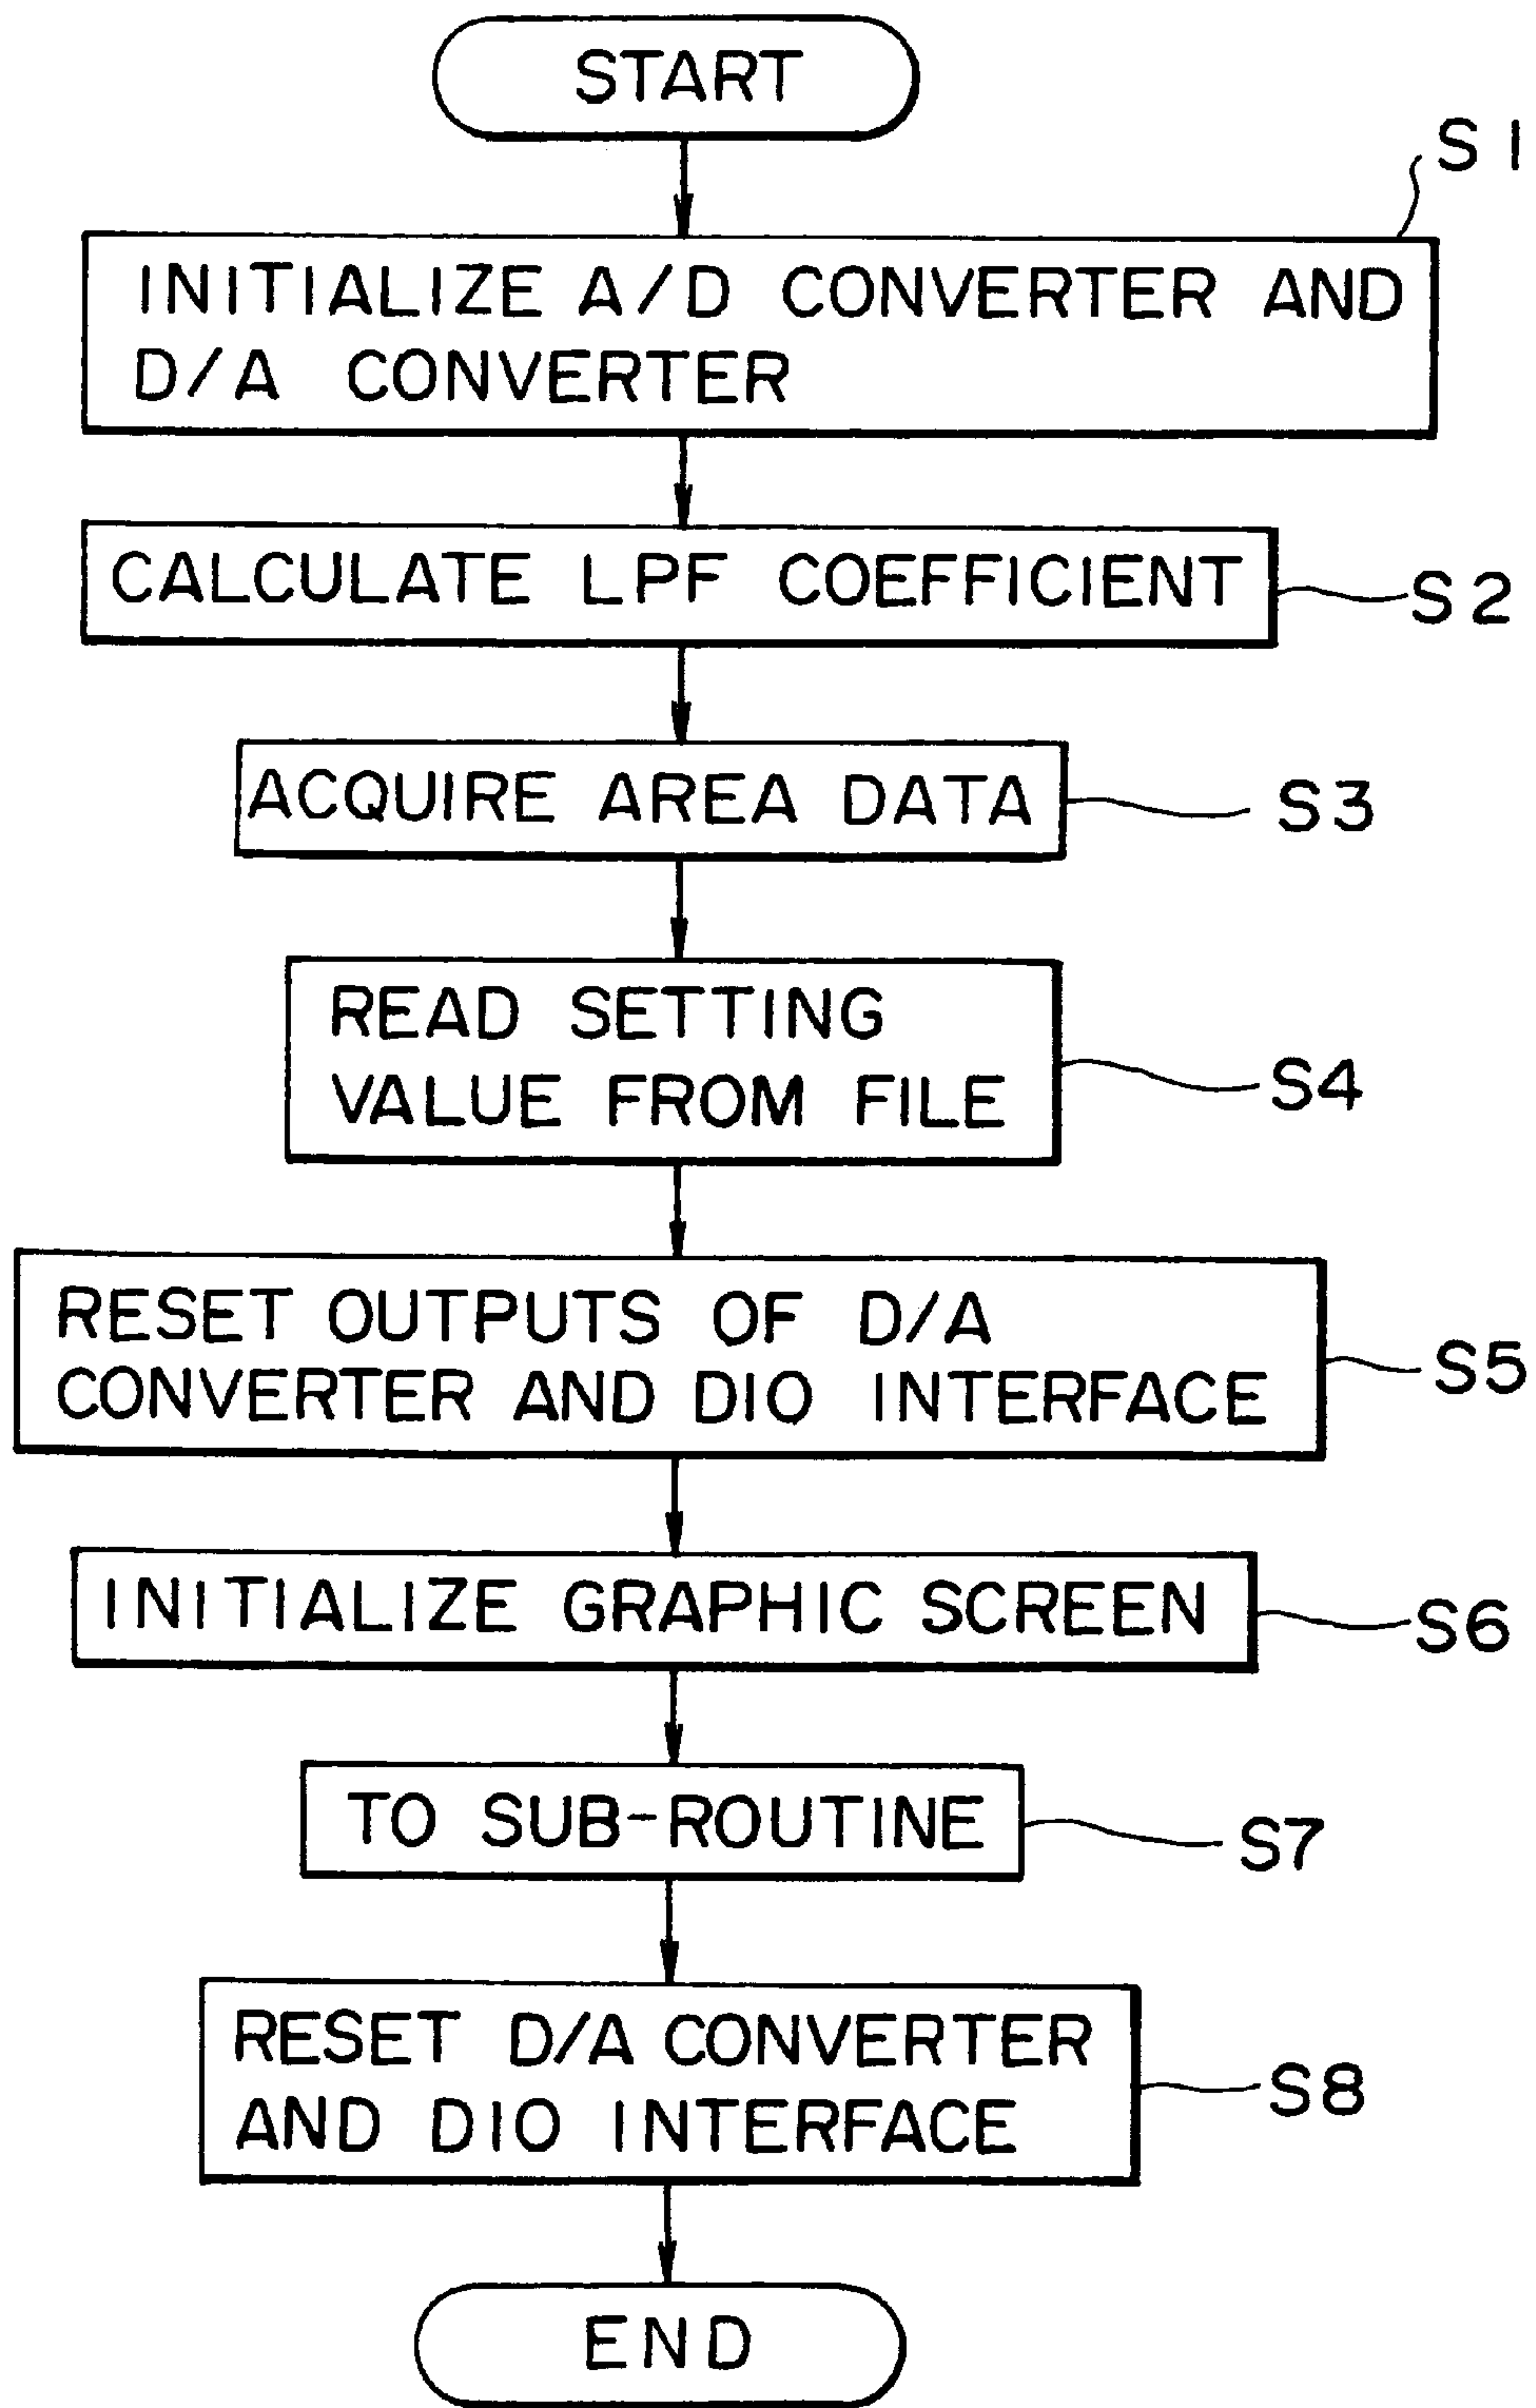 START
S1
INITIALIZE A/D CONVERTER AND
D/A CONVERTER
CALCULATE LPF COEFFICIENT
S2
ACQUIRE AREA DATA
S3
READ SETTING
VALUE FROM FILE
S4
RESET OUTPUTS OF D/A
CONVERTER AND DIO INTERFACE
S5
INITIALIZE GRAPHIC SCREEN
S6
TO SUB-ROUTINE
S7
RESET D/A CONVERTER
AND DIO INTERFACE
S8
END